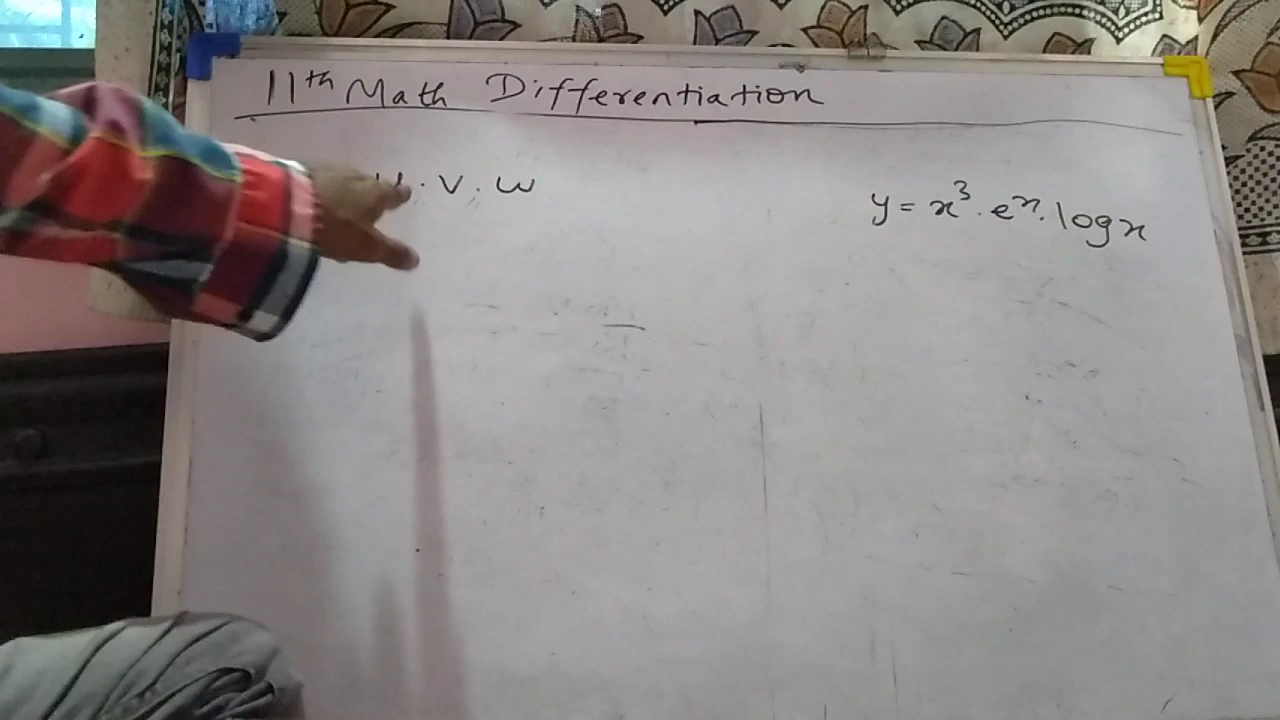 11th Math Differentiation
u . v . w
y = x³ . eˣ . log x